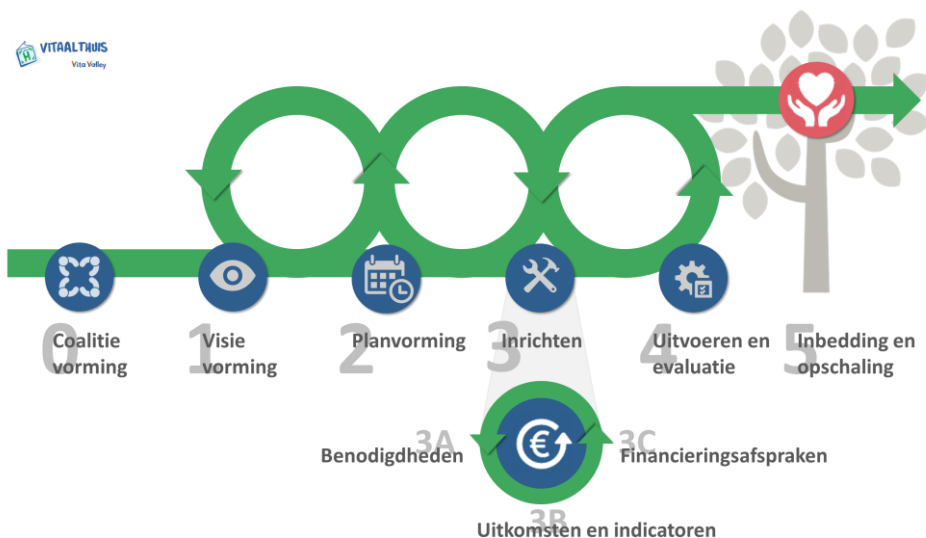 VITAALTHUIS
Vita Valley
0 Coalitie
vorming
1 Visie
vorming
2 Planvorming
3 Inrichten
4 Uitvoeren en
evaluatie
5 Inbedding en
opschaling
3A
Benodigdheden
€
3C
Financieringsafspraken
3B
Uitkomsten en indicatoren